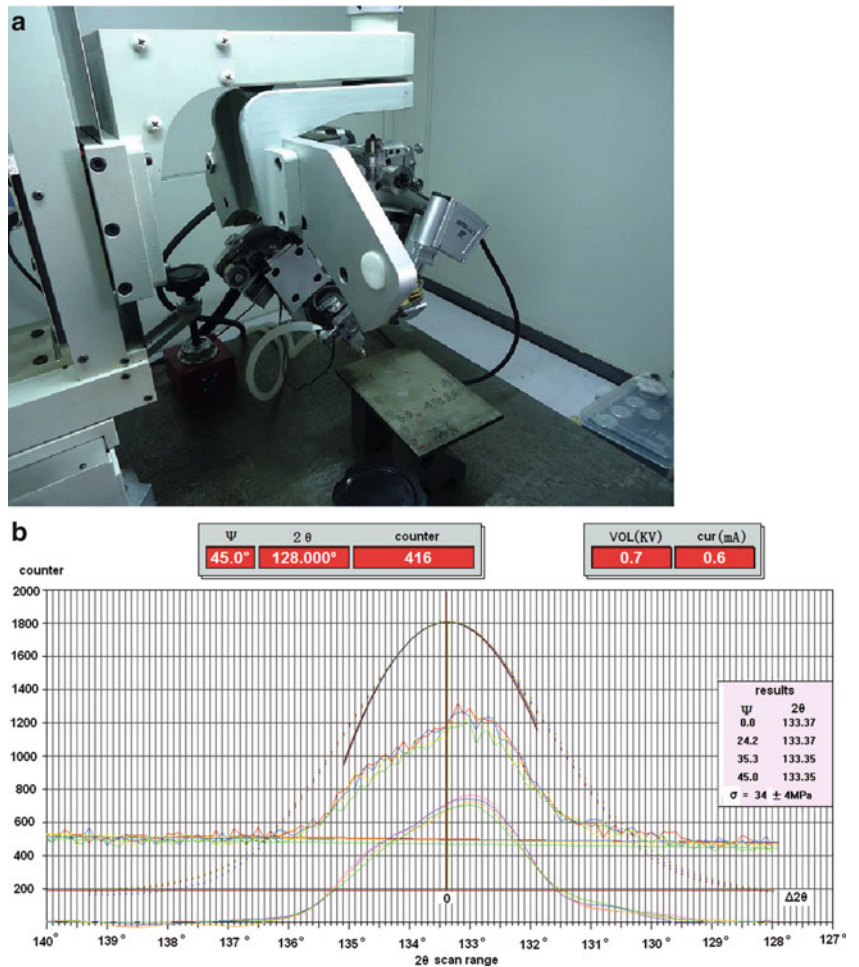 a
b
Ψ 2θ counter
45.0° 128.000° 416
VOL(KV) cur(mA)
0.7 0.6
counter
2000
1800
1600
1400
1200
1000
800
600
400
200
0
Δ2θ
results
Ψ 2θ
0.0 133.37
24.2 133.37
35.3 133.35
45.0 133.35
σ = 34 ± 4MPa
140° 139° 138° 137° 136° 135° 134° 133° 132° 131° 130° 129° 128° 127°
2θ scan range